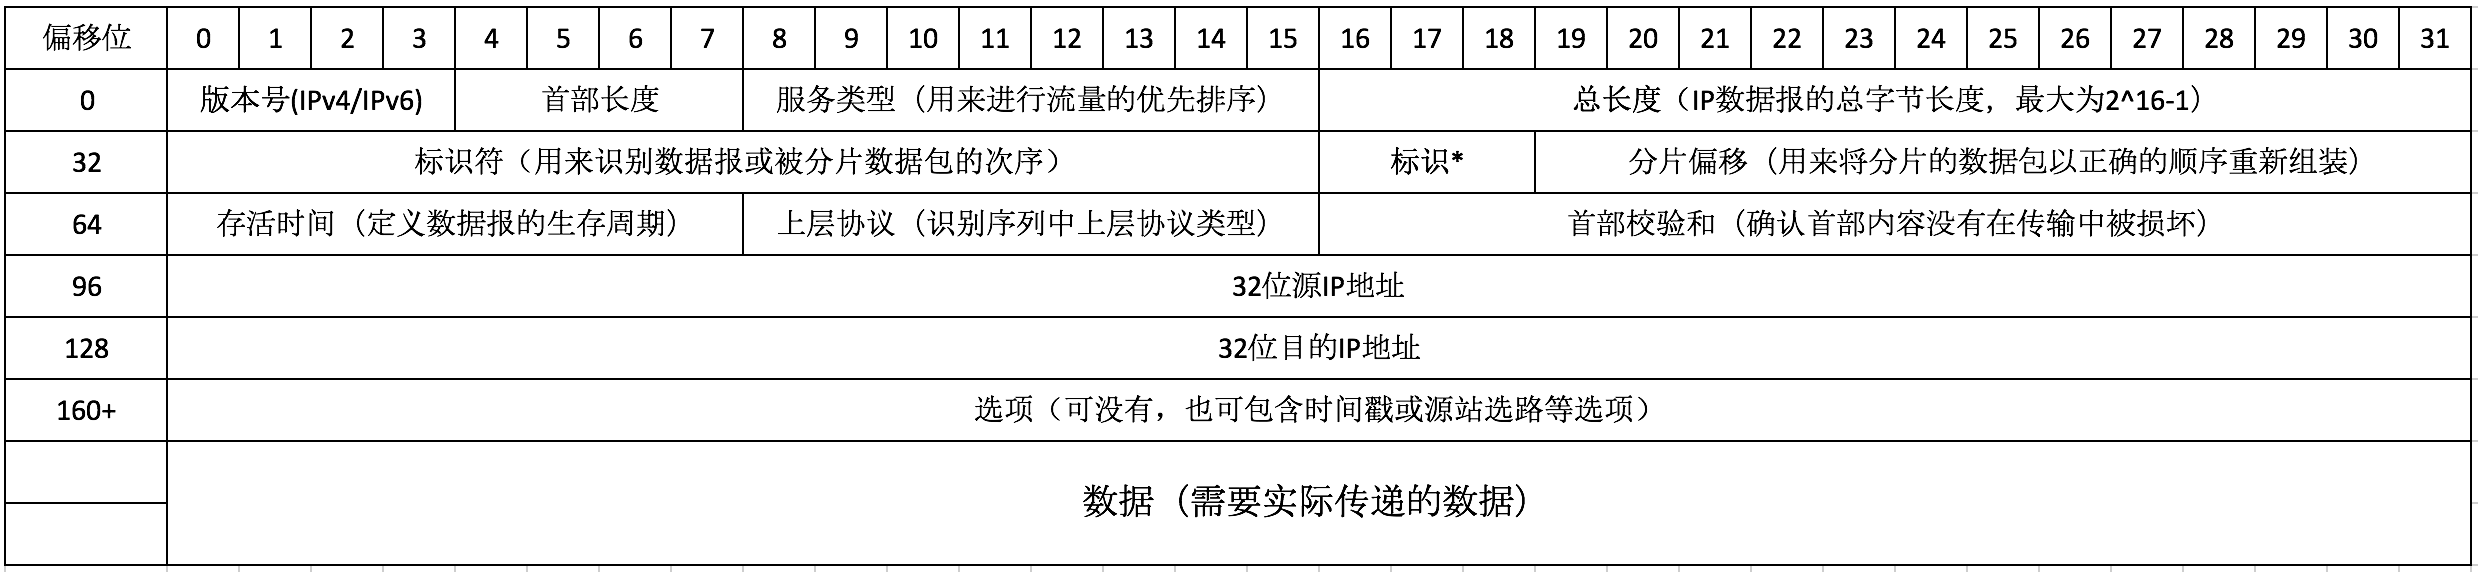 偏移位 0 1 2 3 4 5 6 7 8 9 10 11 12 13 14 15 16 17 18 19 20 21 22 23 24 25 26 27 28 29 30 31
0 版本号(IPv4/IPv6) 首部长度 服务类型（用来进行流量的优先排序） 总长度（IP数据报的总字节长度，最大为2^16-1）
32 标识符（用来识别数据报或被分片数据包的次序） 标识* 分片偏移（用来将分片的数据包以正确的顺序重新组装）
64 存活时间（定义数据报的生存周期） 上层协议（识别序列中上层协议类型） 首部校验和（确认首部内容没有在传输中被损坏）
96 32位源IP地址
128 32位目的IP地址
160+ 选项（可没有，也可包含时间戳或源站选路等选项）
数据（需要实际传递的数据）